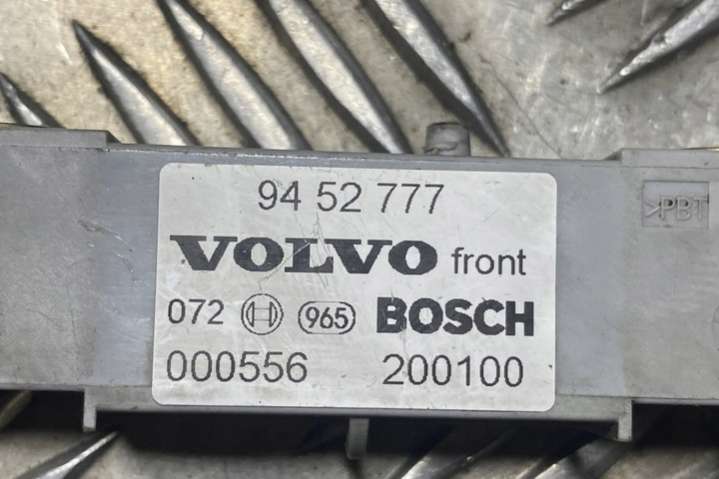 94 52 777
VOLVO front
072 965 BOSCH
000556 200100
>PBT<